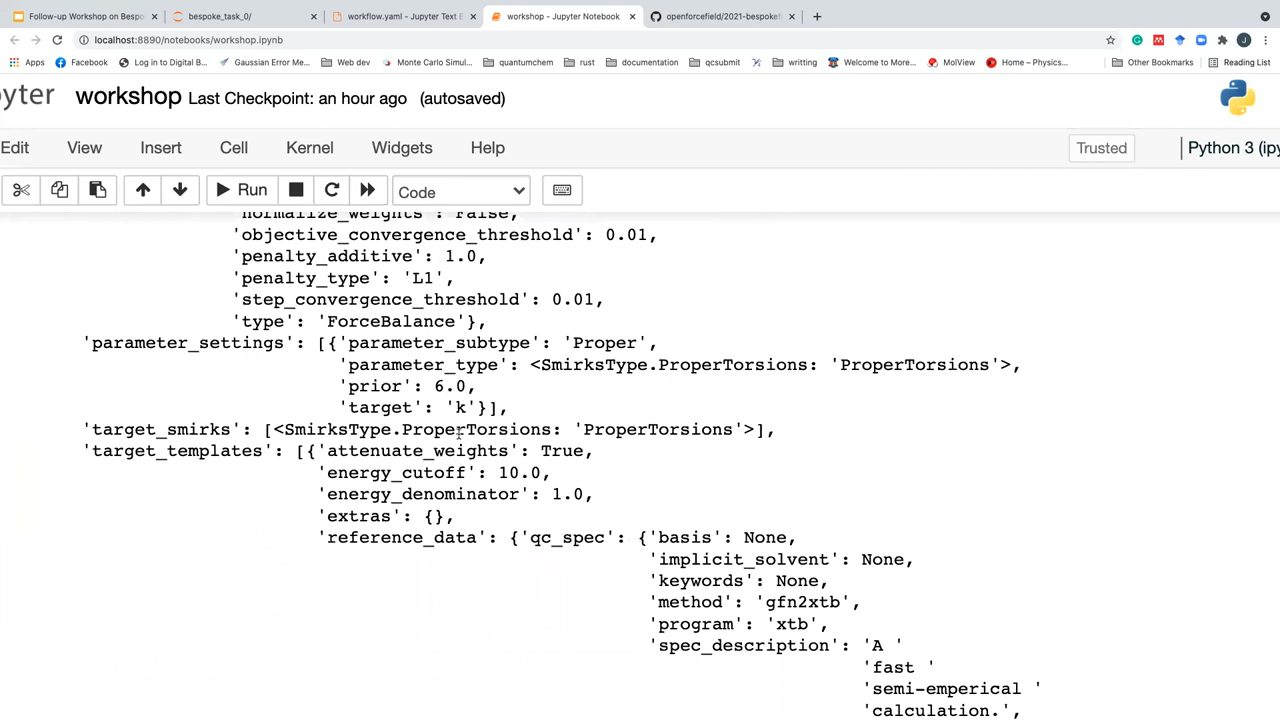 Follow-up Workshop on Bespo
bespoke_task_0/
workflow.yaml - Jupyter Text E
workshop - Jupyter Notebook
openforcefield/2021-bespokefi
localhost:8890/notebooks/workshop.ipynb
Apps
Facebook
Log in to Digital B...
Gaussian Error Me...
Web dev
Monte Carlo Simul...
quantumchem
rust
documentation
qcsubmit
writting
Welcome to More...
MolView
Home – Physics...
Other Bookmarks
Reading List
yter workshop Last Checkpoint: an hour ago (autosaved)
Edit View Insert Cell Kernel Widgets Help
Trusted
Python 3 (ipy
Run
Code
'normalize_weights': False,
'objective_convergence_threshold': 0.01,
'penalty_additive': 1.0,
'penalty_type': 'L1',
'step_convergence_threshold': 0.01,
'type': 'ForceBalance'},
'parameter_settings': [{'parameter_subtype': 'Proper',
'parameter_type': <SmirksType.ProperTorsions: 'ProperTorsions'>,
'prior': 6.0,
'target': 'k'}],
'target_smirks': [<SmirksType.ProperTorsions: 'ProperTorsions'>],
'target_templates': [{'attenuate_weights': True,
'energy_cutoff': 10.0,
'energy_denominator': 1.0,
'extras': {},
'reference_data': {'qc_spec': {'basis': None,
'implicit_solvent': None,
'keywords': None,
'method': 'gfn2xtb',
'program': 'xtb',
'spec_description': 'A '
'fast '
'semi-emperical '
'calculation.',